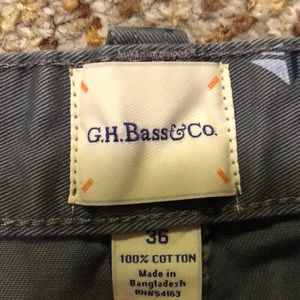 G.H.Bass&Co.
36
100% COTTON
Made in
Bangladesh
RN#54163